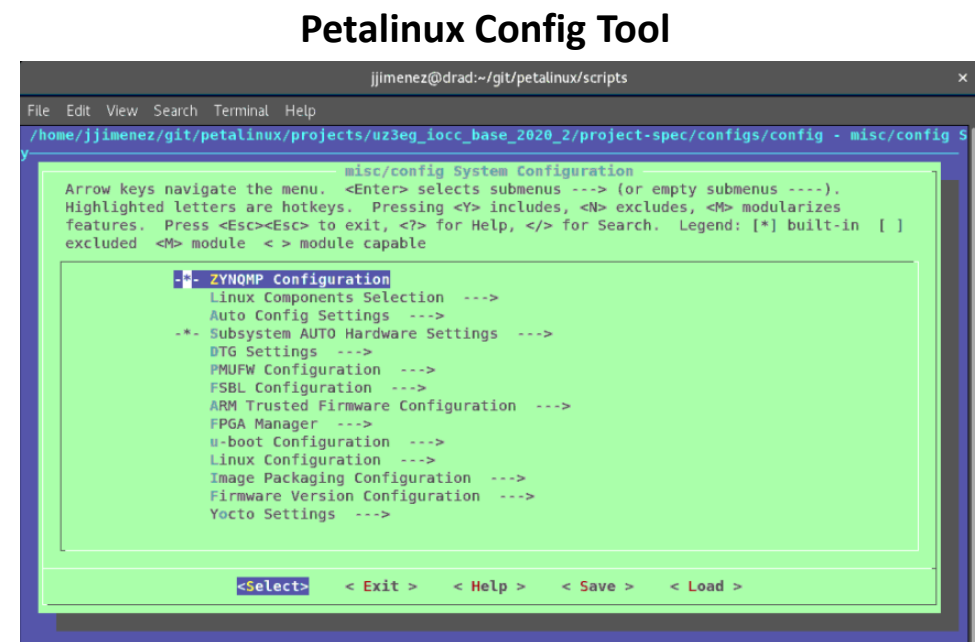 Petalinux Config Tool
jjimenez@drad:~/git/petalinux/scripts ×
File Edit View Search Terminal Help
/home/jjimenez/git/petalinux/projects/uz3eg_iocc_base_2020_2/project-spec/configs/config - misc/config S
y
misc/config System Configuration
Arrow keys navigate the menu. <Enter> selects submenus ---> (or empty submenus ----).
Highlighted letters are hotkeys. Pressing <Y> includes, <N> excludes, <M> modularizes
features. Press <Esc><Esc> to exit, <?> for Help, </> for Search. Legend: [*] built-in [ ]
excluded <M> module < > module capable
-*- ZYNQMP Configuration
Linux Components Selection --->
Auto Config Settings --->
-*- Subsystem AUTO Hardware Settings --->
DTG Settings --->
PMUFW Configuration --->
FSBL Configuration --->
ARM Trusted Firmware Configuration --->
FPGA Manager --->
u-boot Configuration --->
Linux Configuration --->
Image Packaging Configuration --->
Firmware Version Configuration --->
Yocto Settings --->
<Select> < Exit > < Help > < Save > < Load >